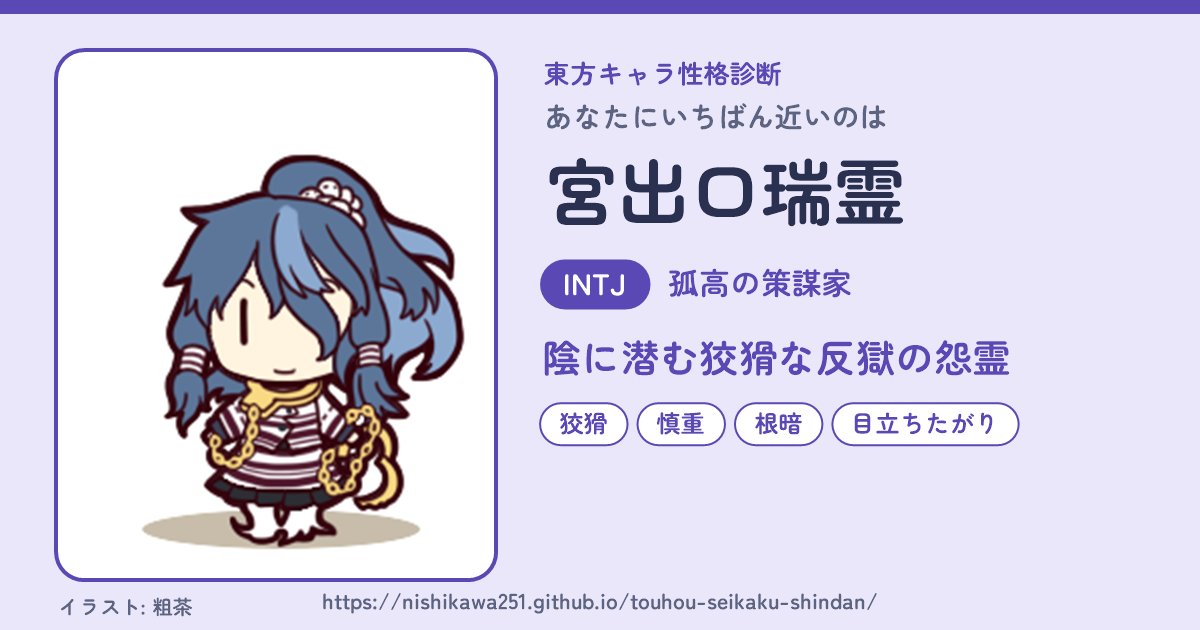 東方キャラ性格診断
あなたにいちばん近いのは
宮出口瑞霊
INTJ 孤高の策謀家
陰に潜む狡猾な反獄の怨霊
狡猾 慎重 根暗 目立ちたがり
イラスト: 粗茶
https://nishikawa251.github.io/touhou-seikaku-shindan/